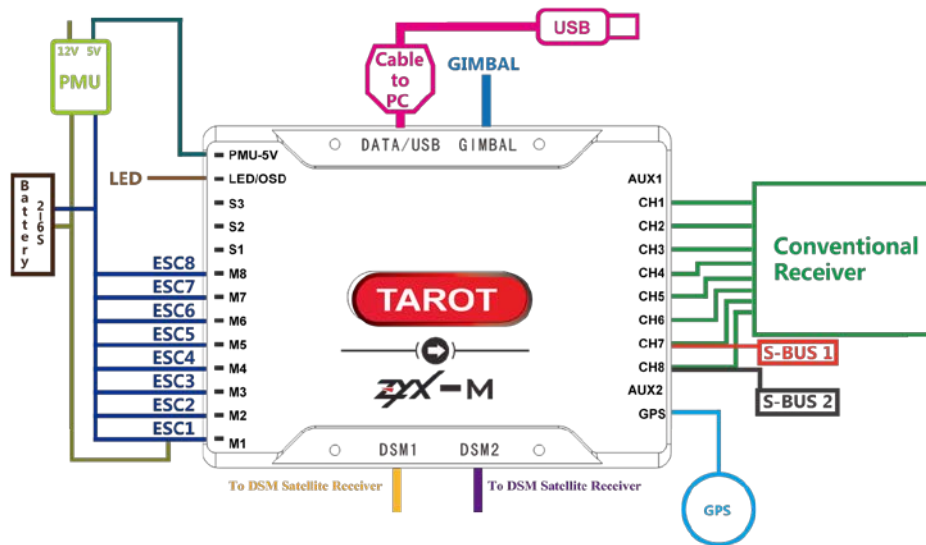 12V 5V
PMU
USB
Cable
to
PC
GIMBAL
DATA/USB GIMBAL
PMU-5V
LED
LED/OSD
S3
S2
S1
Battery
2-6S
ESC8
M8
ESC7
M7
ESC6
M6
ESC5
M5
ESC4
M4
ESC3
M3
ESC2
M2
ESC1
M1
TAROT
ZYX-M
AUX1
CH1
CH2
CH3
CH4
CH5
CH6
CH7
CH8
AUX2
GPS
Conventional
Receiver
S-BUS 1
S-BUS 2
DSM1 DSM2
To DSM Satellite Receiver
To DSM Satellite Receiver
GPS